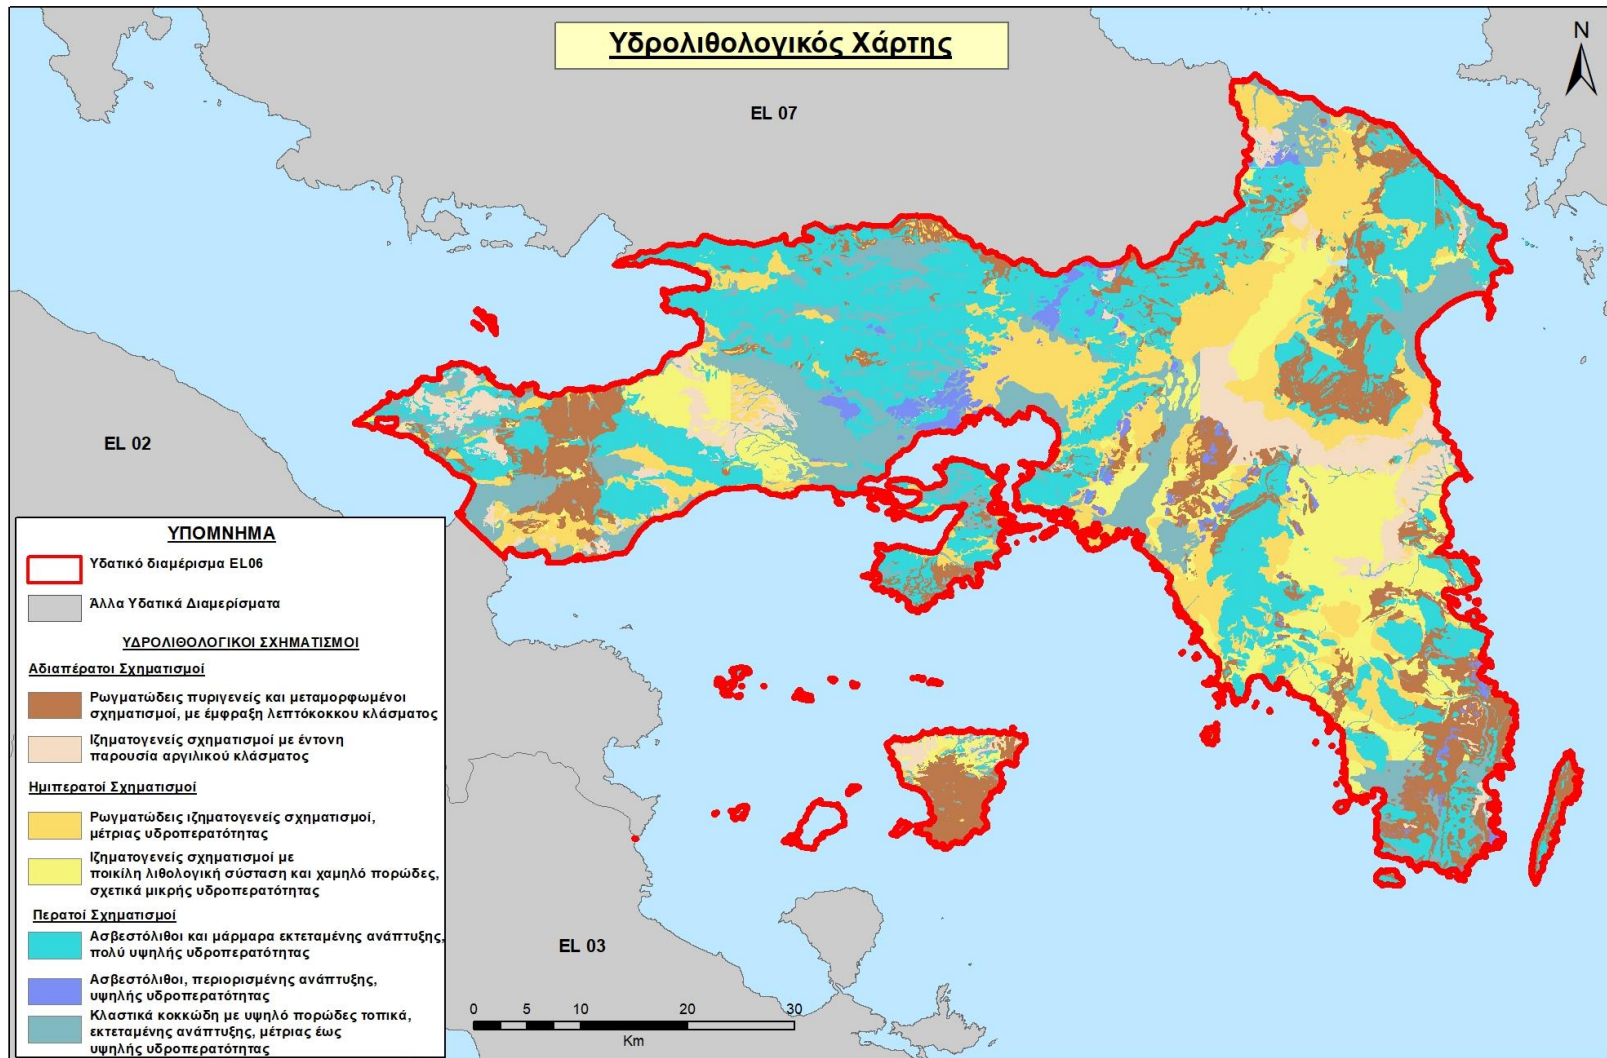 Υδρολιθολογικός Χάρτης
N
EL 07
EL 02
EL 03
ΥΠΟΜΝΗΜΑ
Υδατικό διαμέρισμα EL06
Άλλα Υδατικά Διαμερίσματα
ΥΔΡΟΛΙΘΟΛΟΓΙΚΟΙ ΣΧΗΜΑΤΙΣΜΟΙ
Αδιαπέρατοι Σχηματισμοί
Ρωγματώδεις πυριγενείς και μεταμορφωμένοι
σχηματισμοί, με έμφραξη λεπτόκοκκου κλάσματος
Ιζηματογενείς σχηματισμοί με έντονη
παρουσία αργιλικού κλάσματος
Ημιπερατοί Σχηματισμοί
Ρωγματώδεις ιζηματογενείς σχηματισμοί,
μέτριας υδροπερατότητας
Ιζηματογενείς σχηματισμοί με
ποικίλη λιθολογική σύσταση και χαμηλό πορώδες,
σχετικά μικρής υδροπερατότητας
Περατοί Σχηματισμοί
Ασβεστόλιθοι και μάρμαρα εκτεταμένης ανάπτυξης,
πολύ υψηλής υδροπερατότητας
Ασβεστόλιθοι, περιορισμένης ανάπτυξης,
υψηλής υδροπερατότητας
Κλαστικά κοκκώδη με υψηλό πορώδες τοπικά,
εκτεταμένης ανάπτυξης, μέτριας έως
υψηλής υδροπερατότητας
0 5 10 20 30
Km